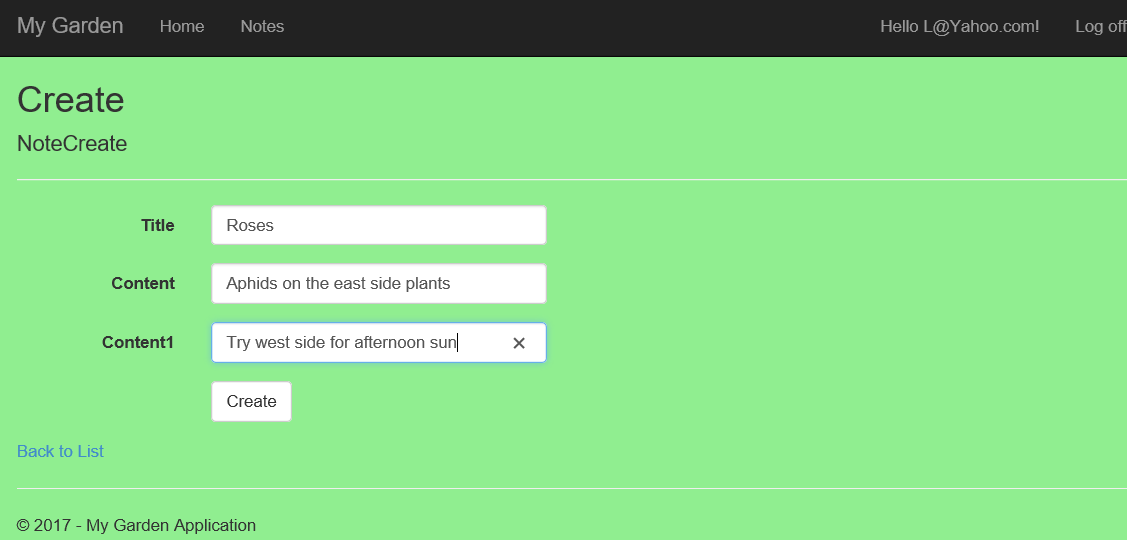 My Garden Home Notes Hello L@Yahoo.com! Log off
Create
NoteCreate
Title Roses
Content Aphids on the east side plants
Content1 Try west side for afternoon sun
Create
Back to List
© 2017 - My Garden Application